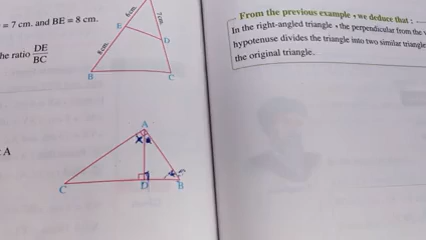 = 7 cm. and BE = 8 cm.
E
6cm
7cm
D
he ratio DE
BC
8cm
B
C
A
A
C
D
B
From the previous example , we deduce that :
In the right-angled triangle , the perpendicular from the
hypotenuse divides the triangle into two similar triangle
the original triangle.